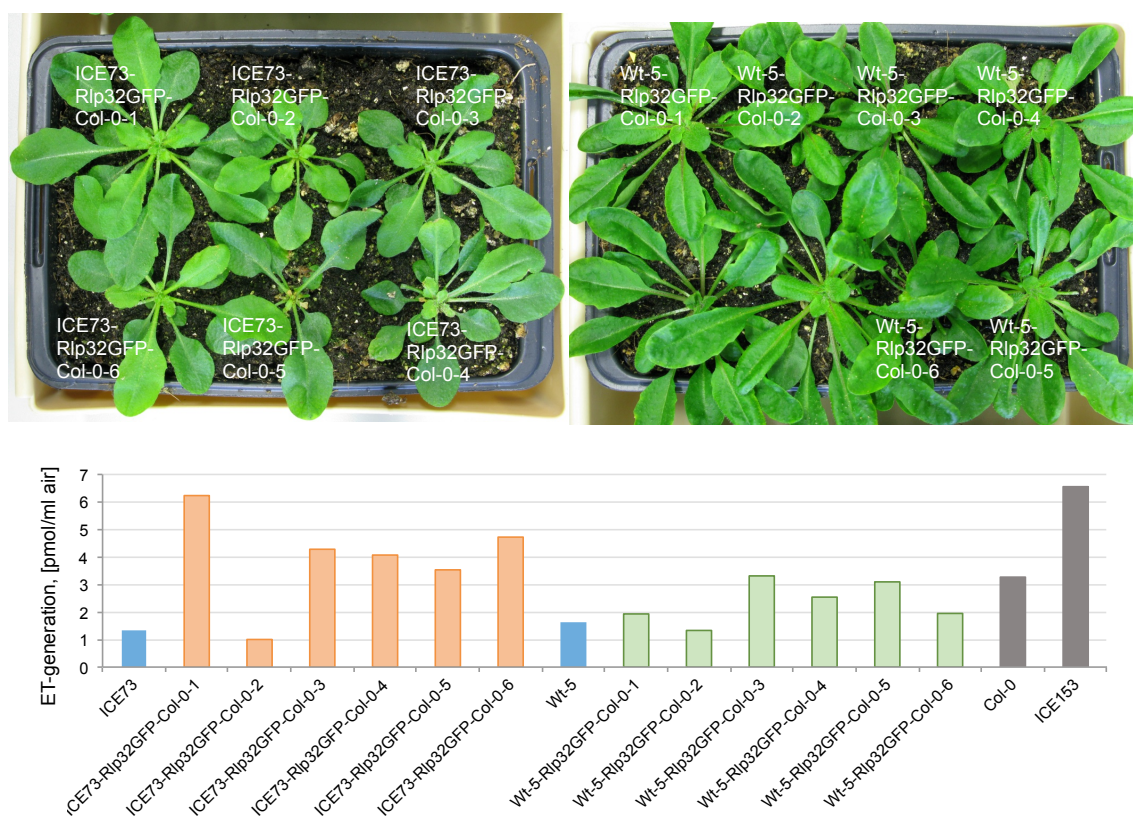 ICE73-
Rlp32GFP-
Col-0-1
ICE73-
Rlp32GFP-
Col-0-2
ICE73-
Rlp32GFP-
Col-0-3
ICE73-
Rlp32GFP-
Col-0-6
ICE73-
Rlp32GFP-
Col-0-5
ICE73-
Rlp32GFP-
Col-0-4
Wt-5-
Rlp32GFP-
Col-0-1
Wt-5-
Rlp32GFP-
Col-0-2
Wt-5-
Rlp32GFP-
Col-0-3
Wt-5-
Rlp32GFP-
Col-0-4
Wt-5-
Rlp32GFP-
Col-0-6
Wt-5-
Rlp32GFP-
Col-0-5
ET-generation, [pmol/ml air]
7
6
5
4
3
2
1
0
ICE73
ICE73-Rlp32GFP-Col-0-1
ICE73-Rlp32GFP-Col-0-2
ICE73-Rlp32GFP-Col-0-3
ICE73-Rlp32GFP-Col-0-4
ICE73-Rlp32GFP-Col-0-5
ICE73-Rlp32GFP-Col-0-6
Wt-5
Wt-5-Rlp32GFP-Col-0-1
Wt-5-Rlp32GFP-Col-0-2
Wt-5-Rlp32GFP-Col-0-3
Wt-5-Rlp32GFP-Col-0-4
Wt-5-Rlp32GFP-Col-0-5
Wt-5-Rlp32GFP-Col-0-6
Col-0
ICE153